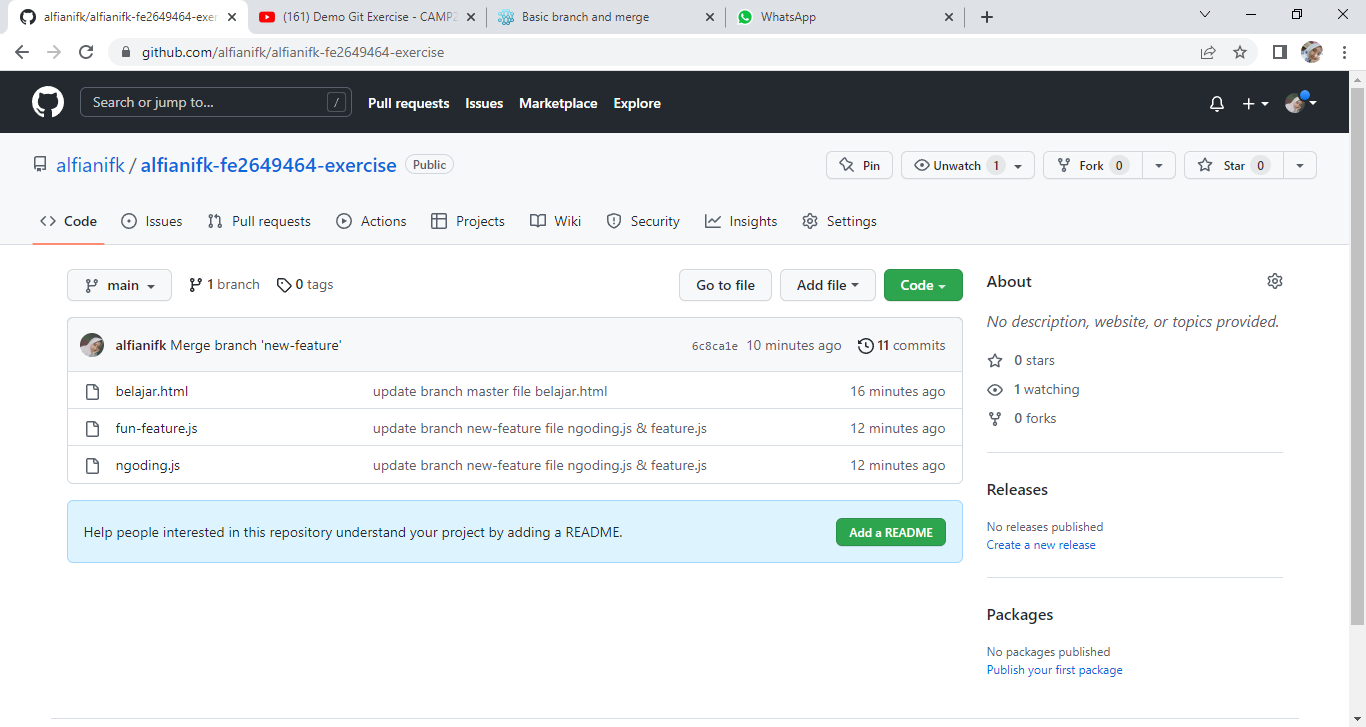 alfianifk/alfianifk-fe2649464-exer
(161) Demo Git Exercise - CAMP2
Basic branch and merge
WhatsApp
github.com/alfianifk/alfianifk-fe2649464-exercise
Search or jump to...
/
Pull requests
Issues
Marketplace
Explore
alfianifk / alfianifk-fe2649464-exercise
Public
Pin
Unwatch 1
Fork 0
Star 0
Code
Issues
Pull requests
Actions
Projects
Wiki
Security
Insights
Settings
main
1 branch
0 tags
Go to file
Add file
Code
alfianifk Merge branch 'new-feature'
6c8ca1e 10 minutes ago
11 commits
belajar.html
update branch master file belajar.html
16 minutes ago
fun-feature.js
update branch new-feature file ngoding.js & feature.js
12 minutes ago
ngoding.js
update branch new-feature file ngoding.js & feature.js
12 minutes ago
Help people interested in this repository understand your project by adding a README.
Add a README
About
No description, website, or topics provided.
0 stars
1 watching
0 forks
Releases
No releases published
Create a new release
Packages
No packages published
Publish your first package